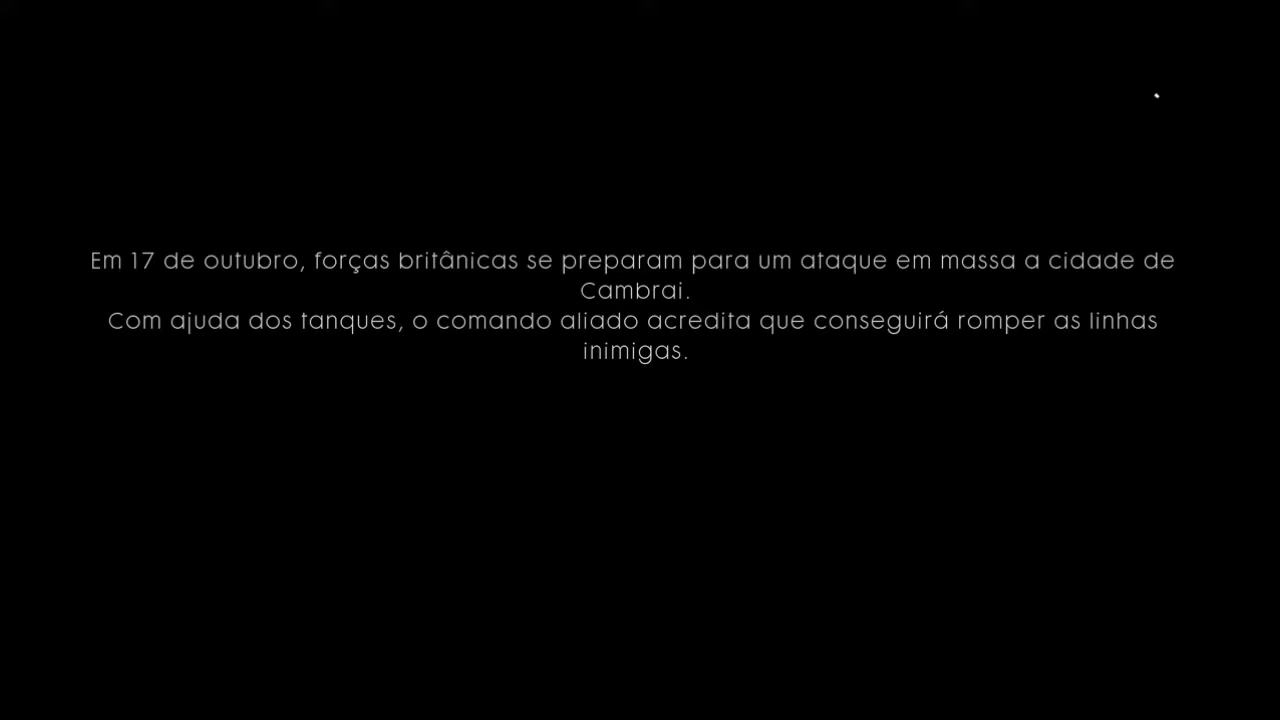 Em 17 de outubro, forças britânicas se preparam para um ataque em massa a cidade de
Cambrai.
Com ajuda dos tanques, o comando aliado acredita que conseguirá romper as linhas
inimigas.